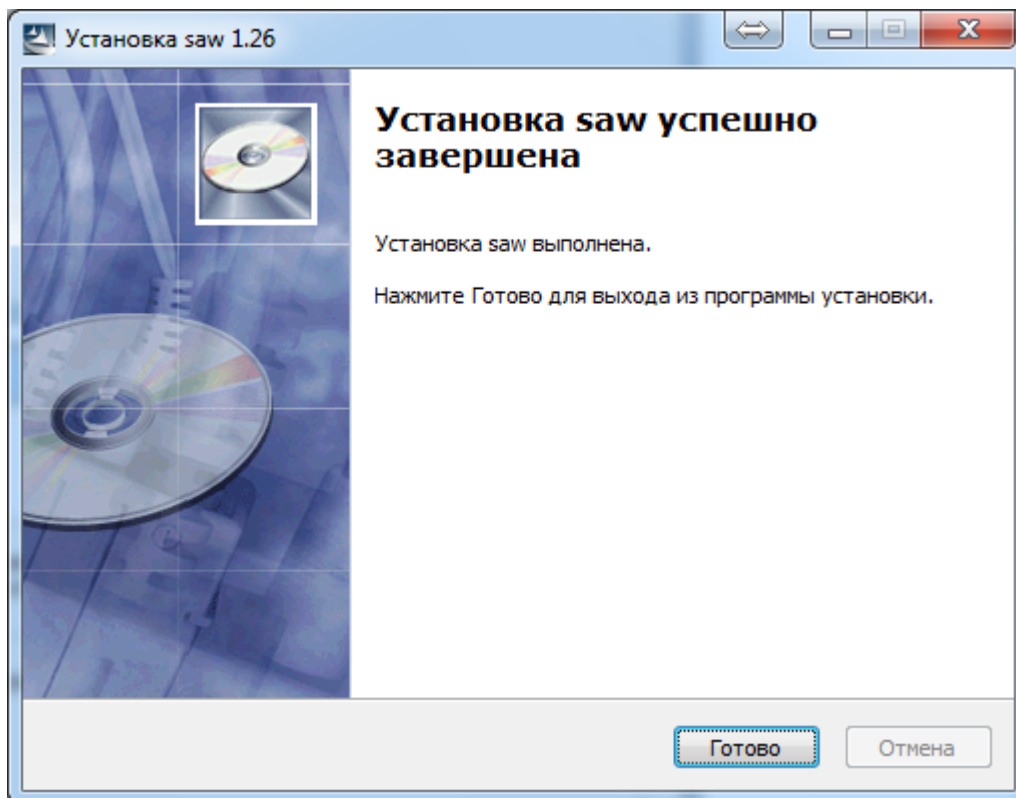 Установка saw 1.26
Установка saw успешно
завершена
Установка saw выполнена.
Нажмите Готово для выхода из программы установки.
Готово
Отмена